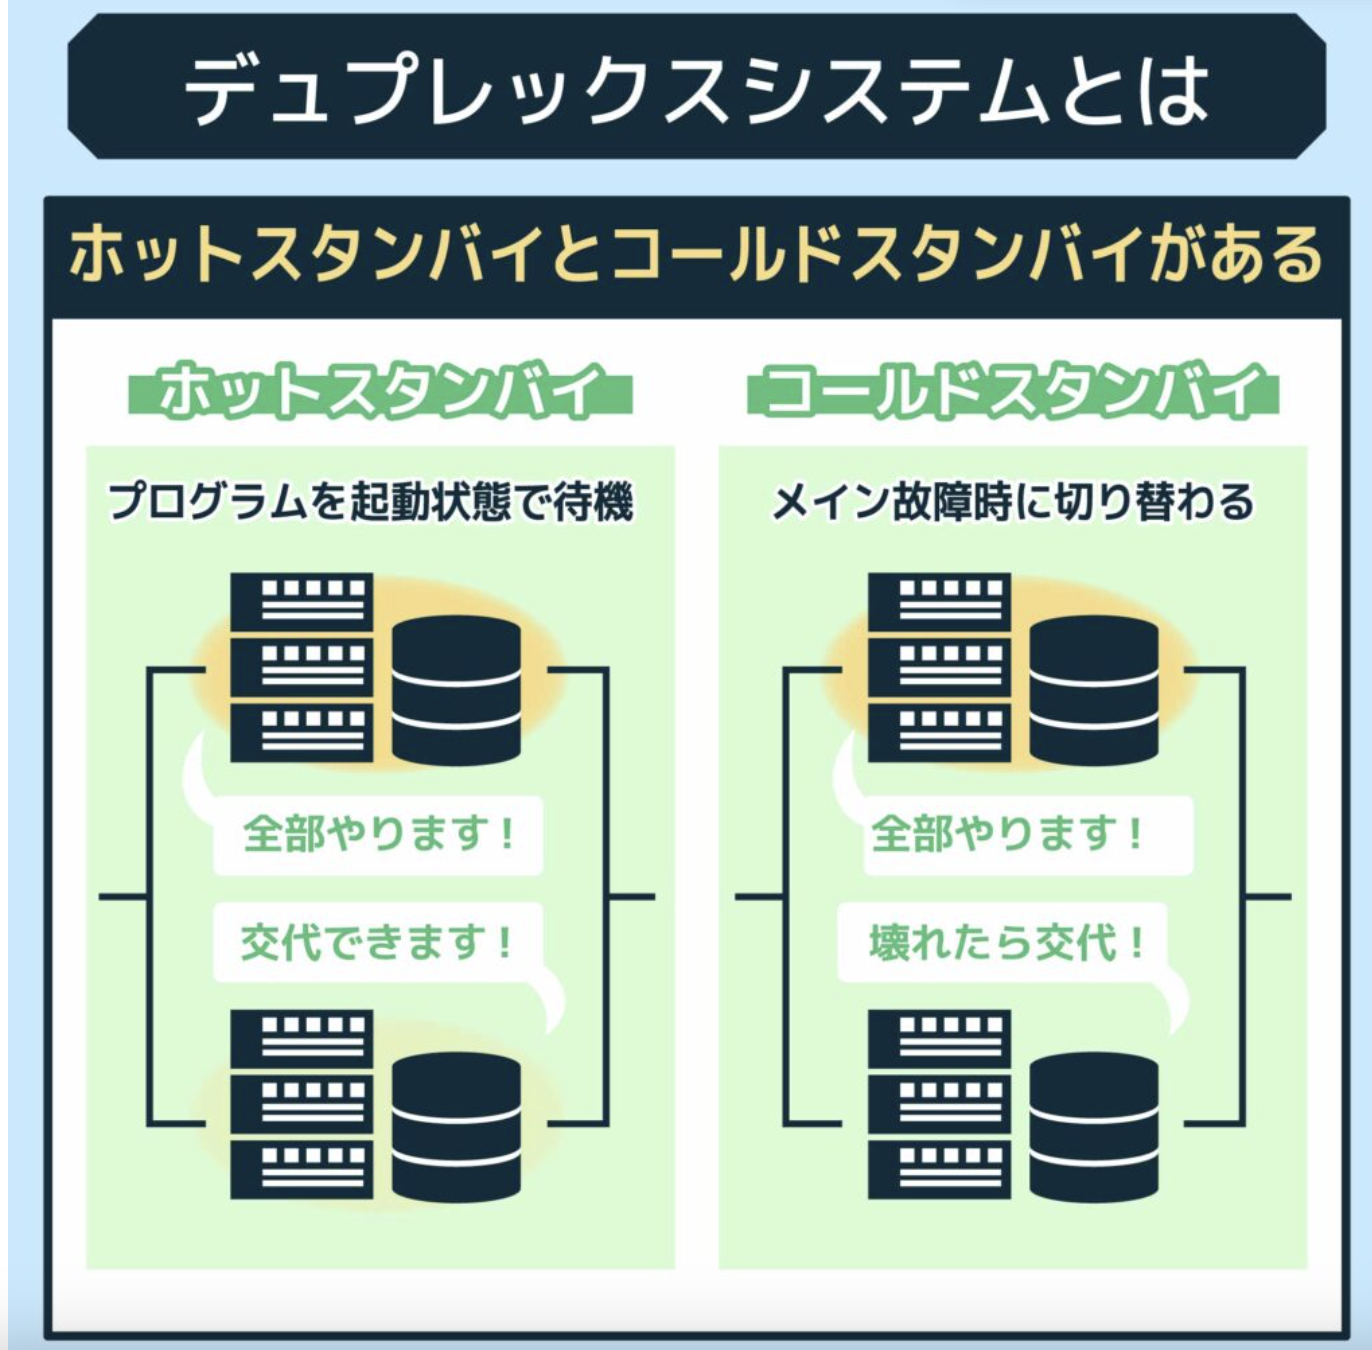 デュプレックスシステムとは
ホットスタンバイとコールドスタンバイがある
ホットスタンバイ
プログラムを起動状態で待機
全部やります！
交代できます！
コールドスタンバイ
メイン故障時に切り替わる
全部やります！
壊れたら交代！